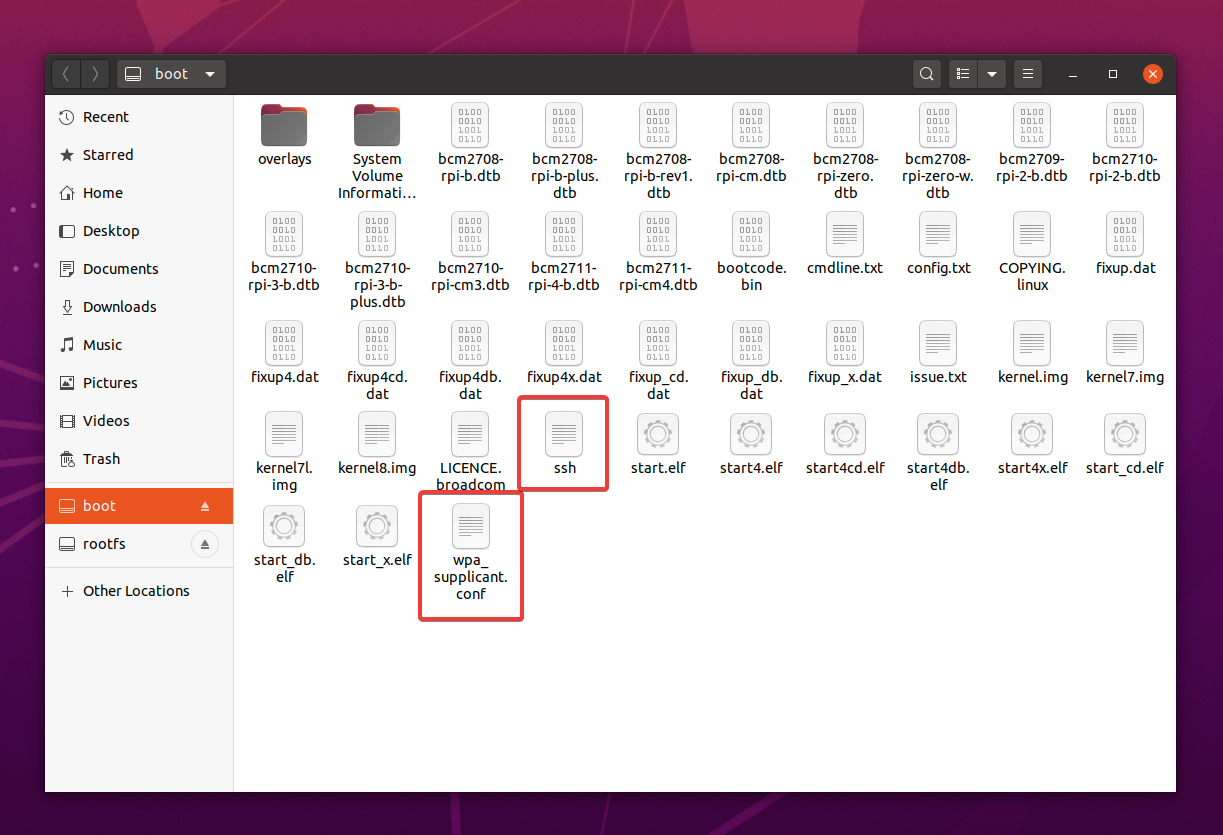 boot
Recent
Starred
Home
Desktop
Documents
Downloads
Music
Pictures
Videos
Trash
boot
rootfs
Other Locations
overlays
System
Volume
Informati…
bcm2708-
rpi-b.dtb
bcm2708-
rpi-b-plus.
dtb
bcm2708-
rpi-b-rev1.
dtb
bcm2708-
rpi-cm.dtb
bcm2708-
rpi-zero.
dtb
bcm2708-
rpi-zero-w.
dtb
bcm2709-
rpi-2-b.dtb
bcm2710-
rpi-2-b.dtb
bcm2710-
rpi-3-b.dtb
bcm2710-
rpi-3-b-
plus.dtb
bcm2710-
rpi-cm3.dtb
bcm2711-
rpi-4-b.dtb
bcm2711-
rpi-cm4.dtb
bootcode.
bin
cmdline.txt
config.txt
COPYING.
linux
fixup.dat
fixup4.dat
fixup4cd.
dat
fixup4db.
dat
fixup4x.dat
fixup_cd.
dat
fixup_db.
dat
fixup_x.dat
issue.txt
kernel.img
kernel7.img
kernel7l.
img
kernel8.img
LICENCE.
broadcom
ssh
start.elf
start4.elf
start4cd.elf
start4db.
elf
start4x.elf
start_cd.elf
start_db.
elf
start_x.elf
wpa_
supplicant.
conf